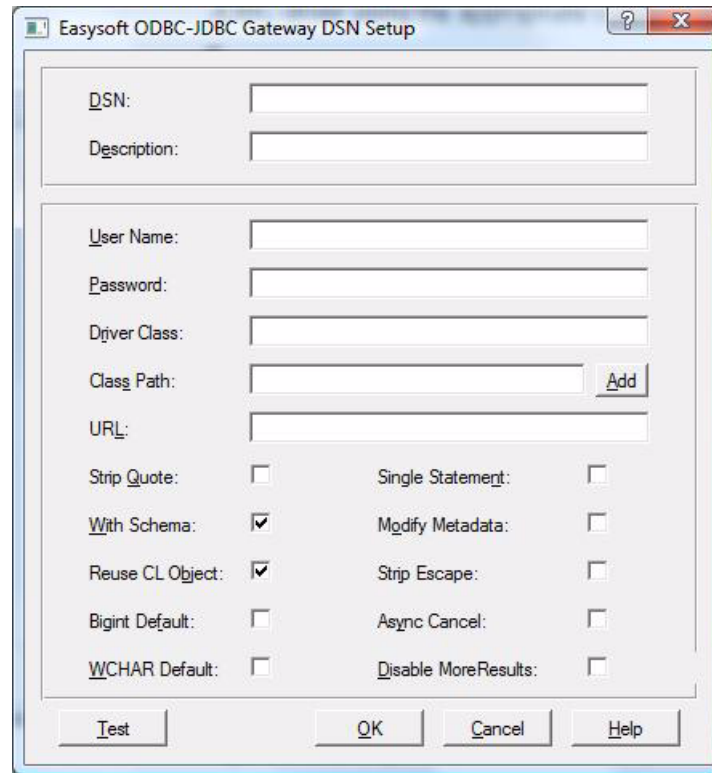 Easysoft ODBC-JDBC Gateway DSN Setup
DSN:
Description:
User Name:
Password:
Driver Class:
Class Path: Add
URL:
Strip Quote: Single Statement:
With Schema: Modify Metadata:
Reuse CL Object: Strip Escape:
Bigint Default: Async Cancel:
WCHAR Default: Disable MoreResults:
Test OK Cancel Help